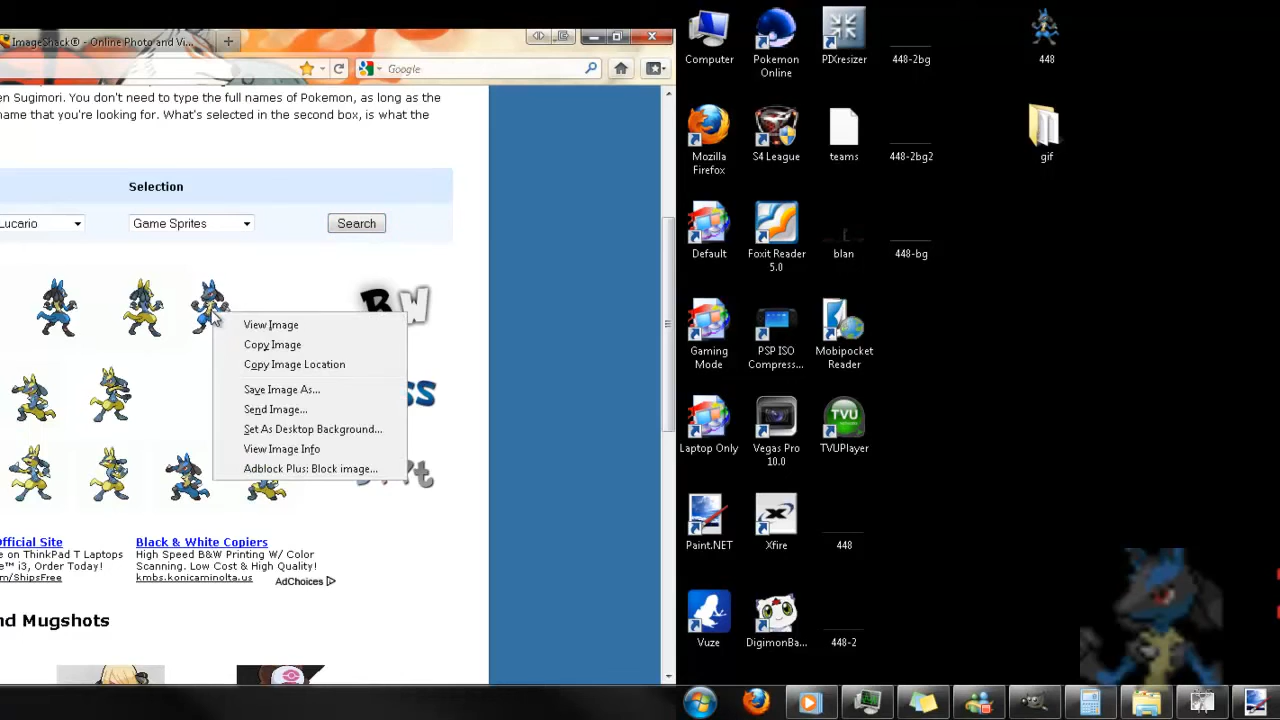 ImageShack® - Online Photo and Vi...
Google
en Sugimori. You don't need to type the full names of Pokemon, as long as the
name that you're looking for. What's selected in the second box, is what the
Selection
Lucario
Game Sprites
Search
B W
View Image
Copy Image
Copy Image Location
Save Image As...
Send Image...
Set As Desktop Background...
View Image Info
Adblock Plus: Block image...
ss
Official Site
e on ThinkPad T Laptops
™ i3, Order Today!
m/ShipsFree
Black & White Copiers
High Speed B&W Printing W/ Color
Scanning. Low Cost & High Quality!
kmbs.konicaminolta.us
AdChoices
nd Mugshots
Computer
Pokemon
Online
PIXresizer
448-2bg
448
Mozilla
Firefox
S4 League
teams
448-2bg2
gif
Default
Foxit Reader
5.0
blan
448-bg
Gaming
Mode
PSP ISO
Compress...
Mobipocket
Reader
Laptop Only
Vegas Pro
10.0
TVU
TVUPlayer
Paint.NET
Xfire
448
Vuze
DigimonBa...
448-2